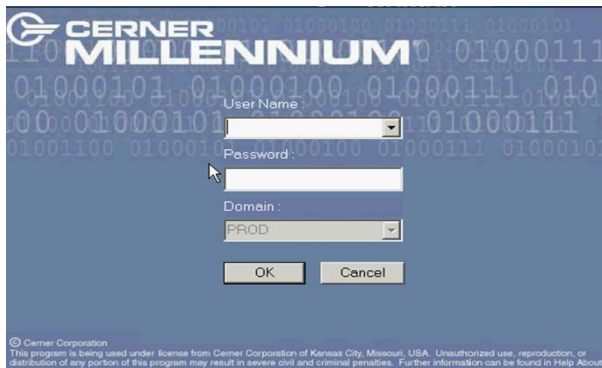 CERNER
MILLENNIUM
User Name :
Password :
Domain :
PROD
OK
Cancel
© Cerner Corporation
This program is being used under license from Cerner Corporation of Kansas City, Missouri, USA. Unauthorized use, reproduction, or
distribution of any portion of this program may result in severe civil and criminal penalties. Further information can be found in Help About